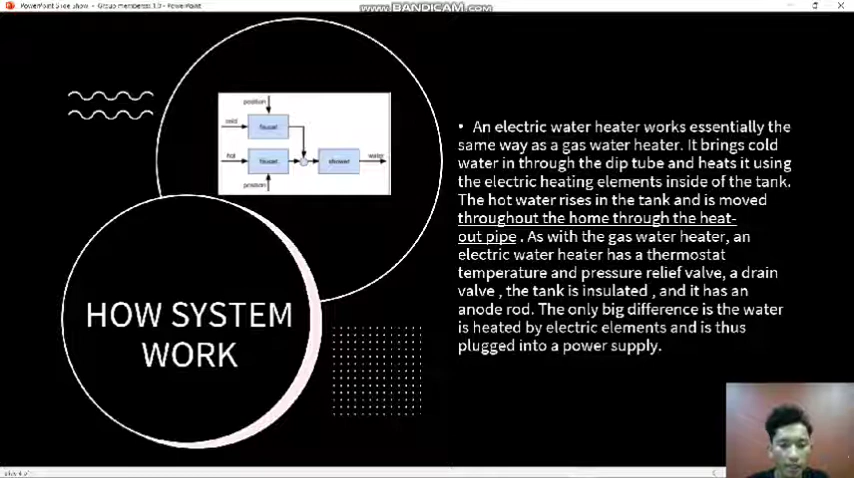 PowerPoint Slide Show - Group members: 1.0 - PowerPoint
www.BANDICAM.com
position
cold
faucet
hot
faucet
shower
water
position
HOW SYSTEM
WORK
• An electric water heater works essentially the
same way as a gas water heater. It brings cold
water in through the dip tube and heats it using
the electric heating elements inside of the tank.
The hot water rises in the tank and is moved
throughout the home through the heat-
out pipe . As with the gas water heater, an
electric water heater has a thermostat
temperature and pressure relief valve, a drain
valve , the tank is insulated , and it has an
anode rod. The only big difference is the water
is heated by electric elements and is thus
plugged into a power supply.